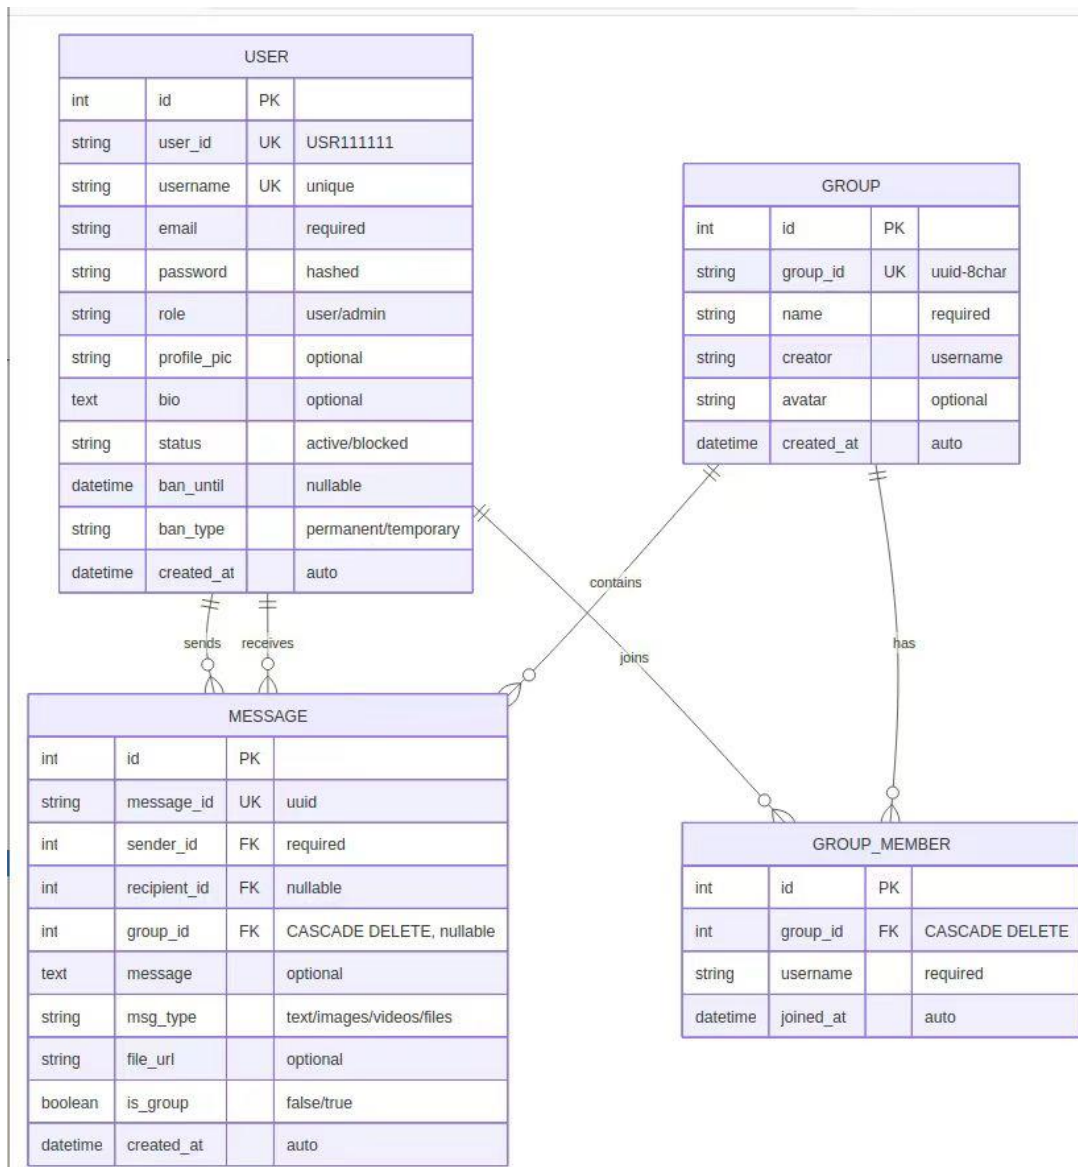 USER
int id PK
string user_id UK USR111111
string username UK unique
string email required
string password hashed
string role user/admin
string profile_pic optional
text bio optional
string status active/blocked
datetime ban_until nullable
string ban_type permanent/temporary
datetime created_at auto
GROUP
int id PK
string group_id UK uuid-8char
string name required
string creator username
string avatar optional
datetime created_at auto
contains
sends
receives
joins
has
MESSAGE
int id PK
string message_id UK uuid
int sender_id FK required
int recipient_id FK nullable
int group_id FK CASCADE DELETE, nullable
text message optional
string msg_type text/images/videos/files
string file_url optional
boolean is_group false/true
datetime created_at auto
GROUP_MEMBER
int id PK
int group_id FK CASCADE DELETE
string username required
datetime joined_at auto